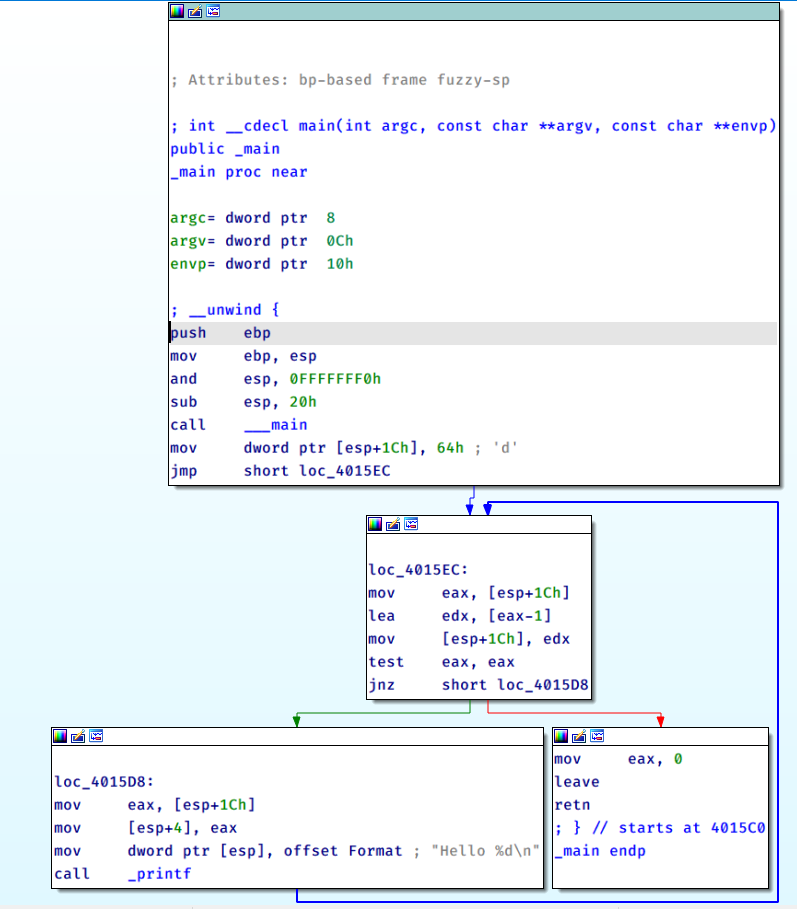 ; Attributes: bp-based frame fuzzy-sp
; int __cdecl main(int argc, const char **argv, const char **envp)
public _main
_main proc near
argc= dword ptr  8
argv= dword ptr  0Ch
envp= dword ptr  10h
; __unwind {
push    ebp
mov     ebp, esp
and     esp, 0FFFFFFF0h
sub     esp, 20h
call    ___main
mov     dword ptr [esp+1Ch], 64h ; 'd'
jmp     short loc_4015EC
loc_4015EC:
mov     eax, [esp+1Ch]
lea     edx, [eax-1]
mov     [esp+1Ch], edx
test    eax, eax
jnz     short loc_4015D8
loc_4015D8:
mov     eax, [esp+1Ch]
mov     [esp+4], eax
mov     dword ptr [esp], offset Format ; "Hello %d\n"
call    _printf
mov     eax, 0
leave
retn
; } // starts at 4015C0
_main endp